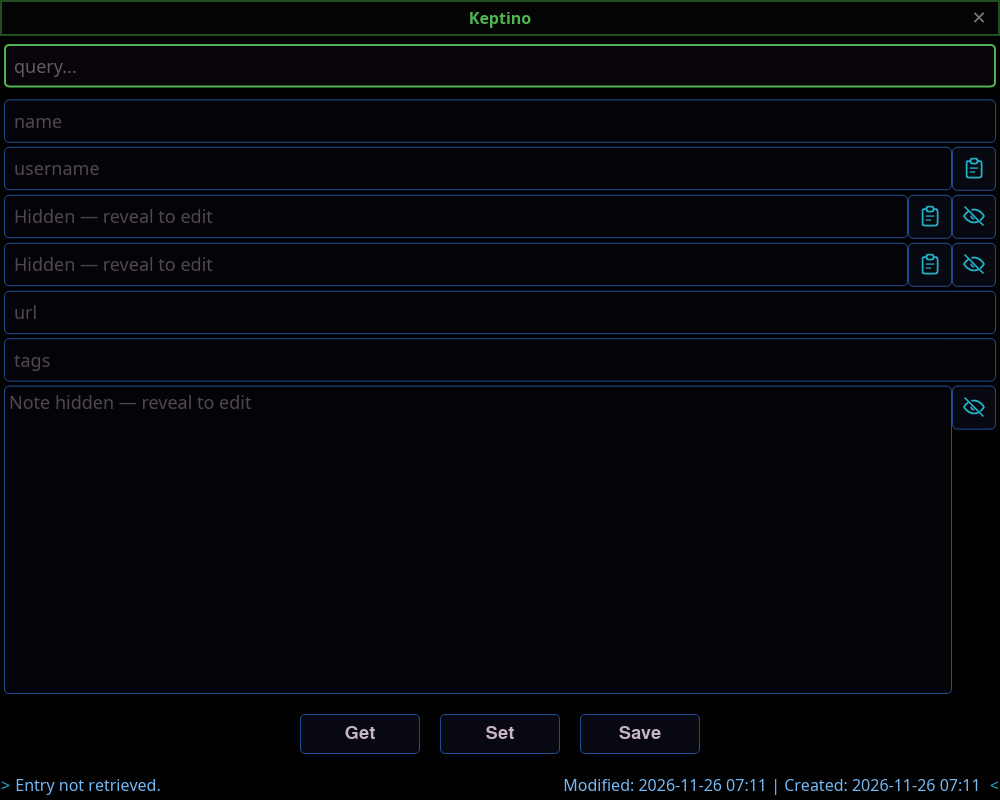 Keptino
query...
name
username
Hidden — reveal to edit
Hidden — reveal to edit
url
tags
Note hidden — reveal to edit
Get Set Save
> Entry not retrieved. Modified: 2026-11-26 07:11 | Created: 2026-11-26 07:11 <